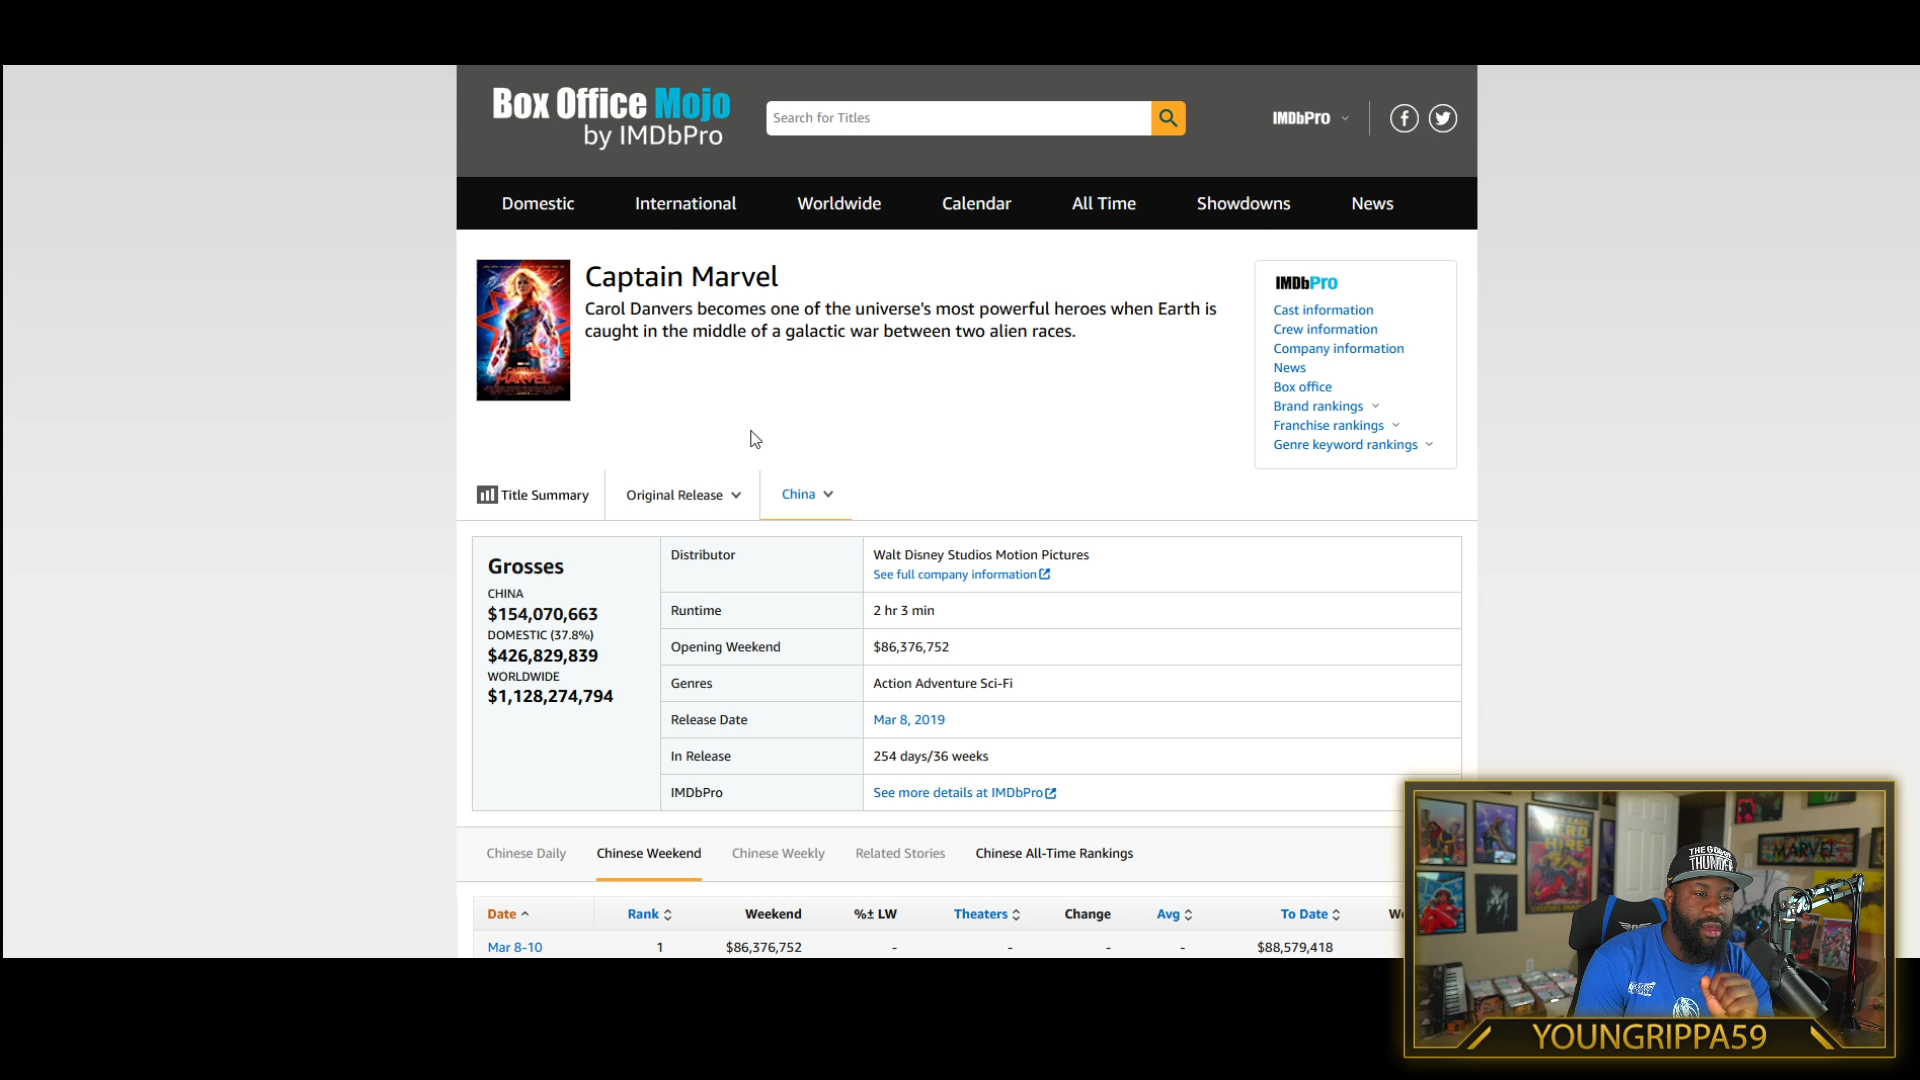 Box Office Mojo
by IMDbPro
Search for Titles
IMDbPro
Domestic International Worldwide Calendar All Time Showdowns News
Captain Marvel
Carol Danvers becomes one of the universe's most powerful heroes when Earth is
caught in the middle of a galactic war between two alien races.
MARVEL
IMDbPro
Cast information
Crew information
Company information
News
Box office
Brand rankings
Franchise rankings
Genre keyword rankings
Title Summary Original Release China
Grosses
CHINA
$154,070,663
DOMESTIC (37.8%)
$426,829,839
WORLDWIDE
$1,128,274,794
Distributor Walt Disney Studios Motion Pictures
See full company information
Runtime 2 hr 3 min
Opening Weekend $86,376,752
Genres Action Adventure Sci-Fi
Release Date Mar 8, 2019
In Release 254 days/36 weeks
IMDbPro See more details at IMDbPro
Chinese Daily Chinese Weekend Chinese Weekly Related Stories Chinese All-Time Rankings
Date Rank Weekend %± LW Theaters Change Avg To Date
Mar 8-10 1 $86,376,752 - - - - $88,579,418
HERO
HIRE
MARVEL
THUNDER
YOUNGRIPPA59